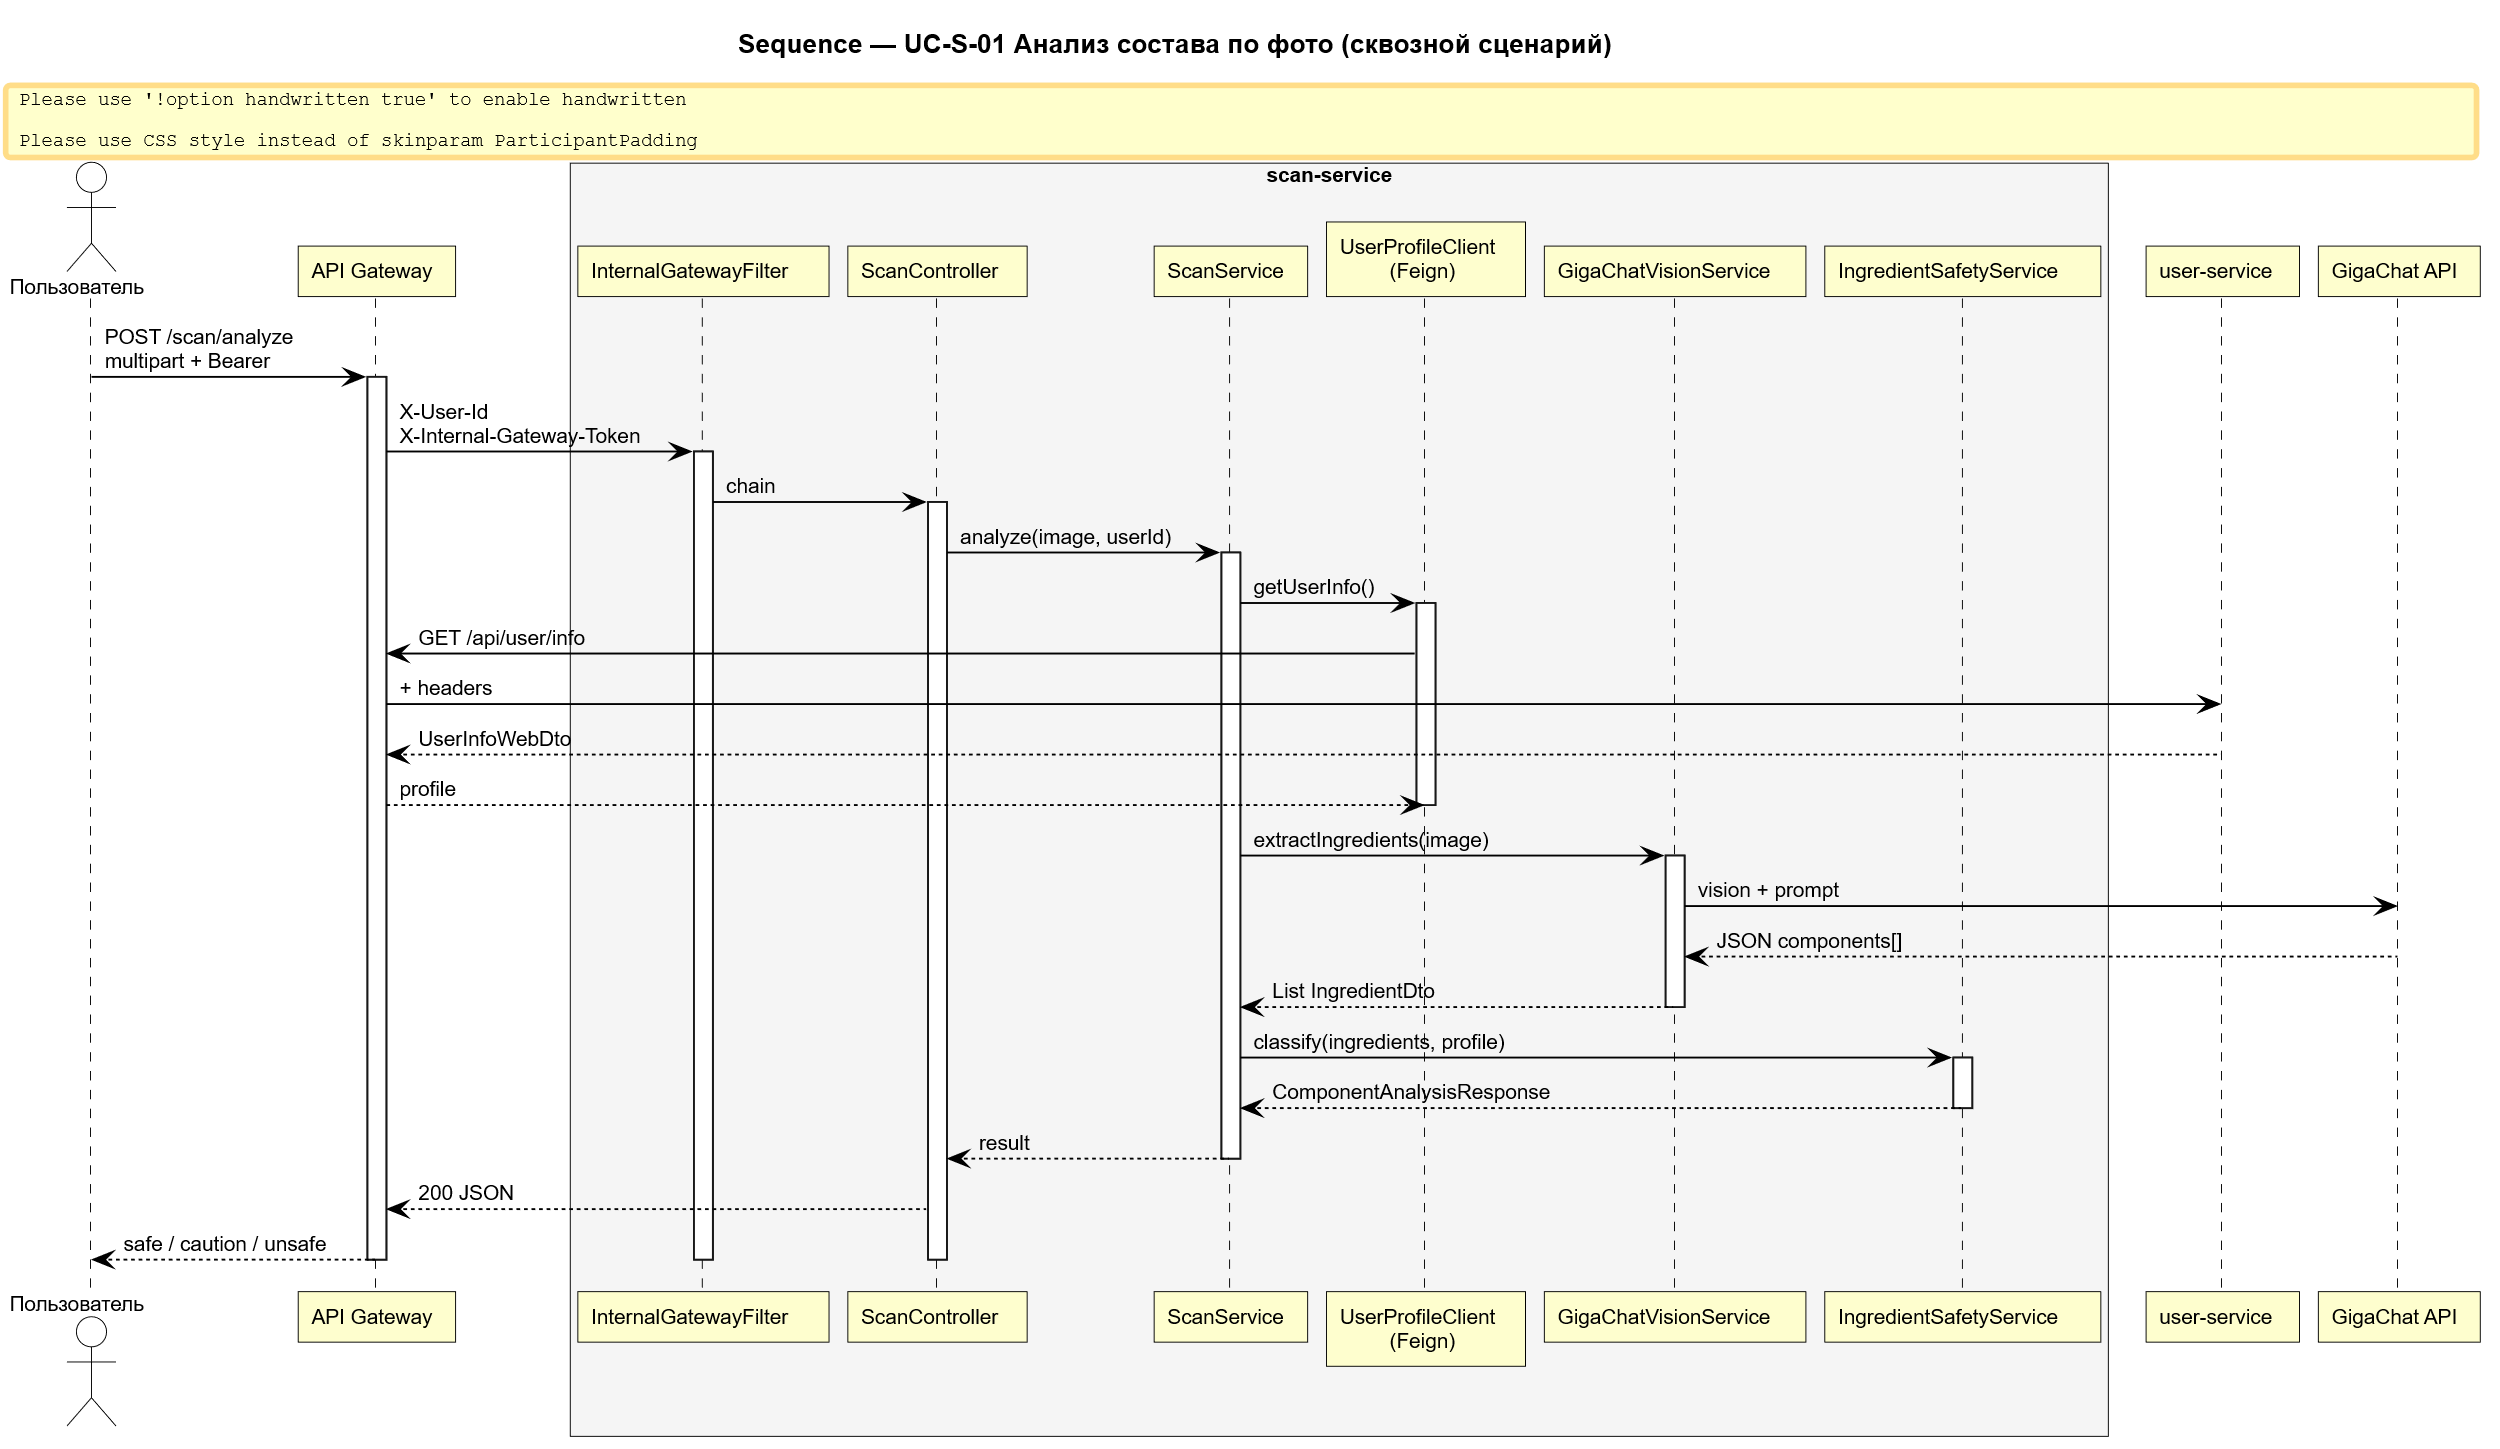 Sequence — UC-S-01 Анализ состава по фото (сквозной сценарий)
Please use '!option handwritten true' to enable handwritten
Please use CSS style instead of skinparam ParticipantPadding
scan-service
Пользователь
API Gateway
InternalGatewayFilter
ScanController
ScanService
UserProfileClient
(Feign)
GigaChatVisionService
IngredientSafetyService
user-service
GigaChat API
POST /scan/analyze
multipart + Bearer
X-User-Id
X-Internal-Gateway-Token
chain
analyze(image, userId)
getUserInfo()
GET /api/user/info
+ headers
UserInfoWebDto
profile
extractIngredients(image)
vision + prompt
JSON components[]
List IngredientDto
classify(ingredients, profile)
ComponentAnalysisResponse
result
200 JSON
safe / caution / unsafe
Пользователь
API Gateway
InternalGatewayFilter
ScanController
ScanService
UserProfileClient
(Feign)
GigaChatVisionService
IngredientSafetyService
user-service
GigaChat API